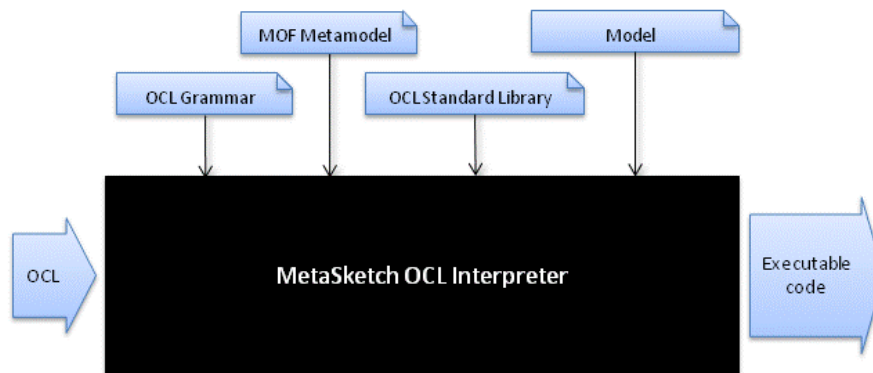 MOF Metamodel
Model
OCL Grammar
OCL Standard Library
OCL
MetaSketch OCL Interpreter
Executable
code